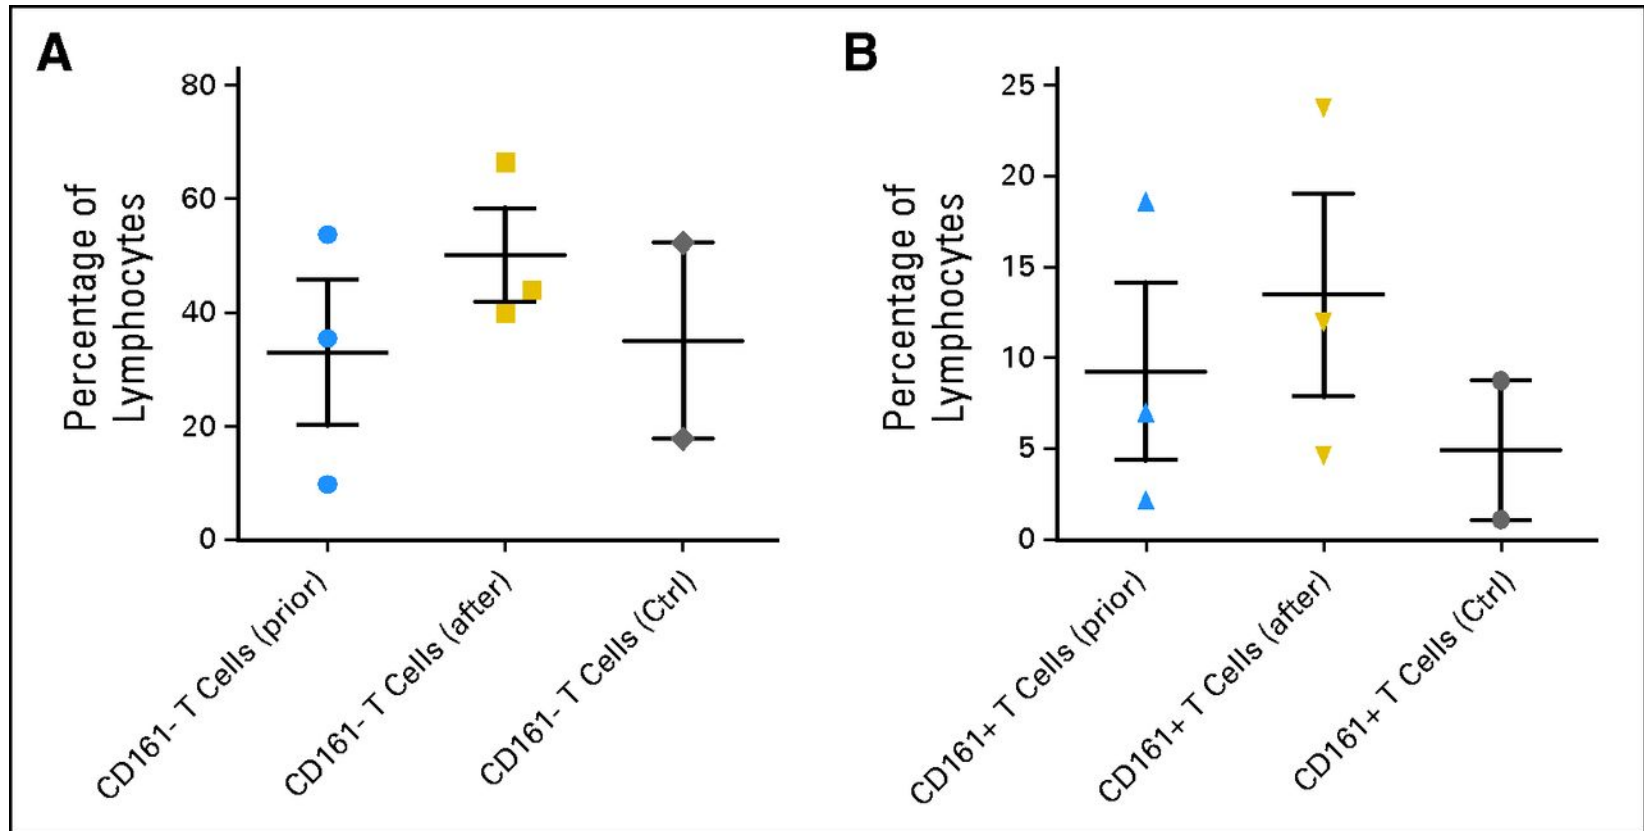 A
80
60
40
20
0
Percentage of
Lymphocytes
CD161- T Cells (prior)
CD161- T Cells (after)
CD161- T Cells (Ctrl)
B
25
20
15
10
5
0
Percentage of
Lymphocytes
CD161+ T Cells (prior)
CD161+ T Cells (after)
CD161+ T Cells (Ctrl)